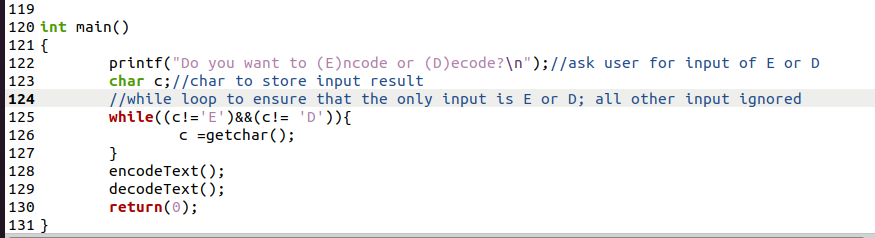 119
120 int main()
121 {
122 printf("Do you want to (E)ncode or (D)ecode?\n");//ask user for input of E or D
123 char c;//char to store input result
124 //while loop to ensure that the only input is E or D; all other input ignored
125 while((c!='E')&&(c!= 'D')){
126 c =getchar();
127 }
128 encodeText();
129 decodeText();
130 return(0);
131 }